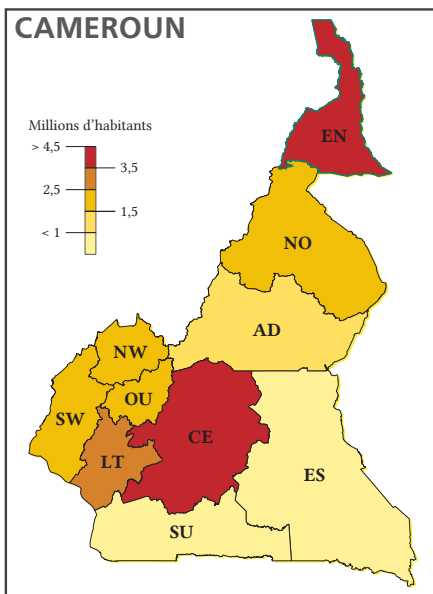 CAMEROUN
Millions d'habitants
> 4,5
3,5
2,5
1,5
< 1
EN
NO
AD
NW
OU
SW
CE
LT
ES
SU